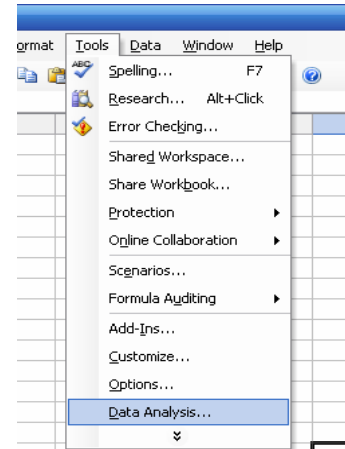 ormat Tools Data Window Help
ABC Spelling... F7
Research... Alt+Click
Error Checking...
Shared Workspace...
Share Workbook...
Protection
Online Collaboration
Scenarios...
Formula Auditing
Add-Ins...
Customize...
Options...
Data Analysis...